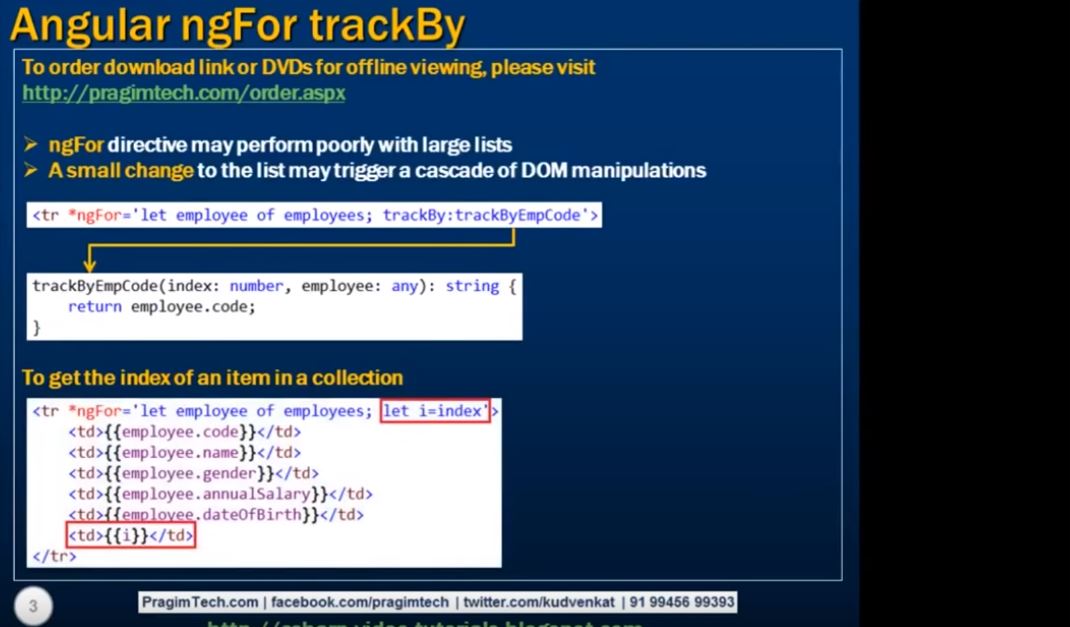 Angular ngFor trackBy
To order download link or DVDs for offline viewing, please visit
http://pragimtech.com/order.aspx
➢ ngFor directive may perform poorly with large lists
➢ A small change to the list may trigger a cascade of DOM manipulations
<tr *ngFor='let employee of employees; trackBy:trackByEmpCode'>
trackByEmpCode(index: number, employee: any): string {
return employee.code;
}
To get the index of an item in a collection
<tr *ngFor='let employee of employees; let i=index'>
<td>{{employee.code}}</td>
<td>{{employee.name}}</td>
<td>{{employee.gender}}</td>
<td>{{employee.annualSalary}}</td>
<td>{{employee.dateOfBirth}}</td>
<td>{{i}}</td>
</tr>
3
PragimTech.com | facebook.com/pragimtech | twitter.com/kudvenkat | 91 99456 99393